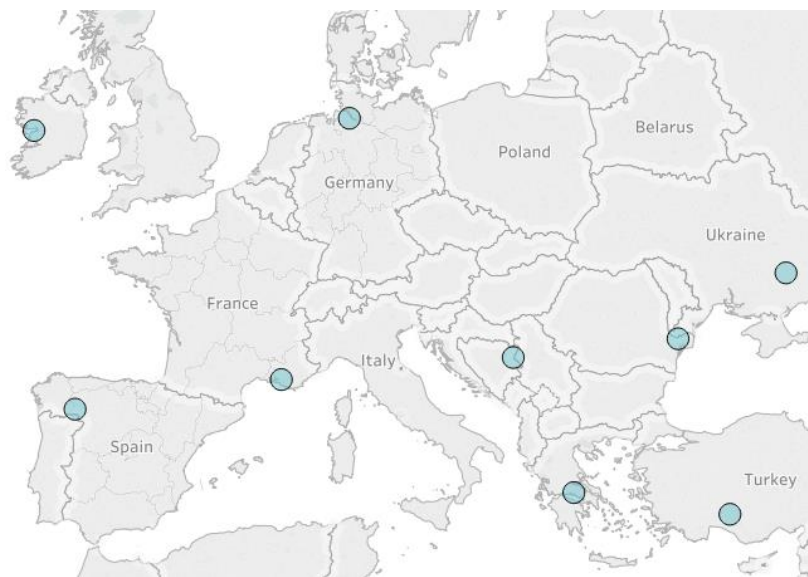 Belarus
Poland
Germany
Ukraine
France
Italy
Spain
Turkey